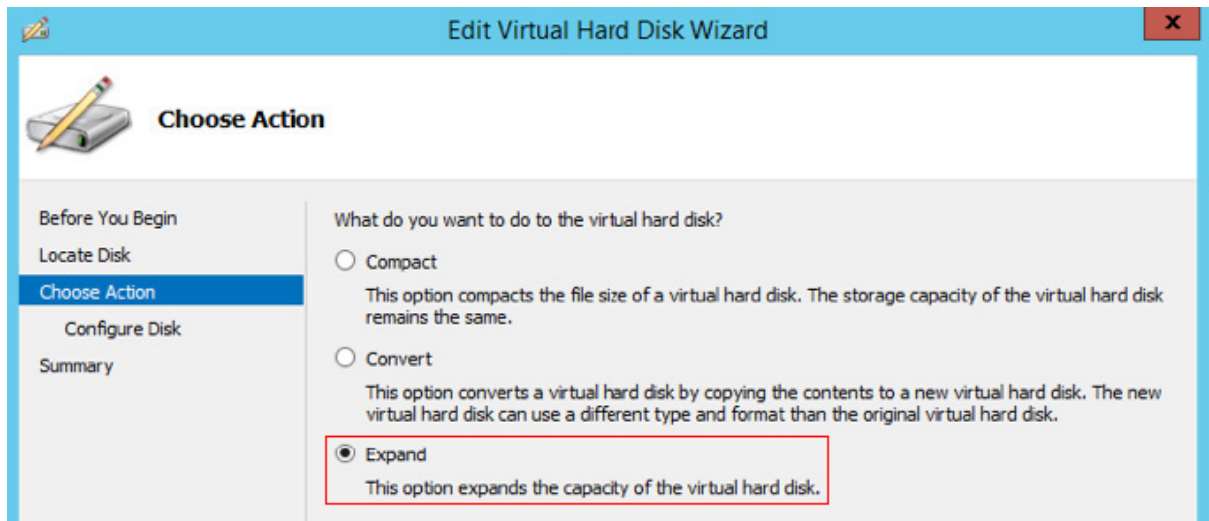 Edit Virtual Hard Disk Wizard
x
Choose Action
Before You Begin
Locate Disk
Choose Action
Configure Disk
Summary
What do you want to do to the virtual hard disk?
Compact
This option compacts the file size of a virtual hard disk. The storage capacity of the virtual hard disk
remains the same.
Convert
This option converts a virtual hard disk by copying the contents to a new virtual hard disk. The new
virtual hard disk can use a different type and format than the original virtual hard disk.
Expand
This option expands the capacity of the virtual hard disk.